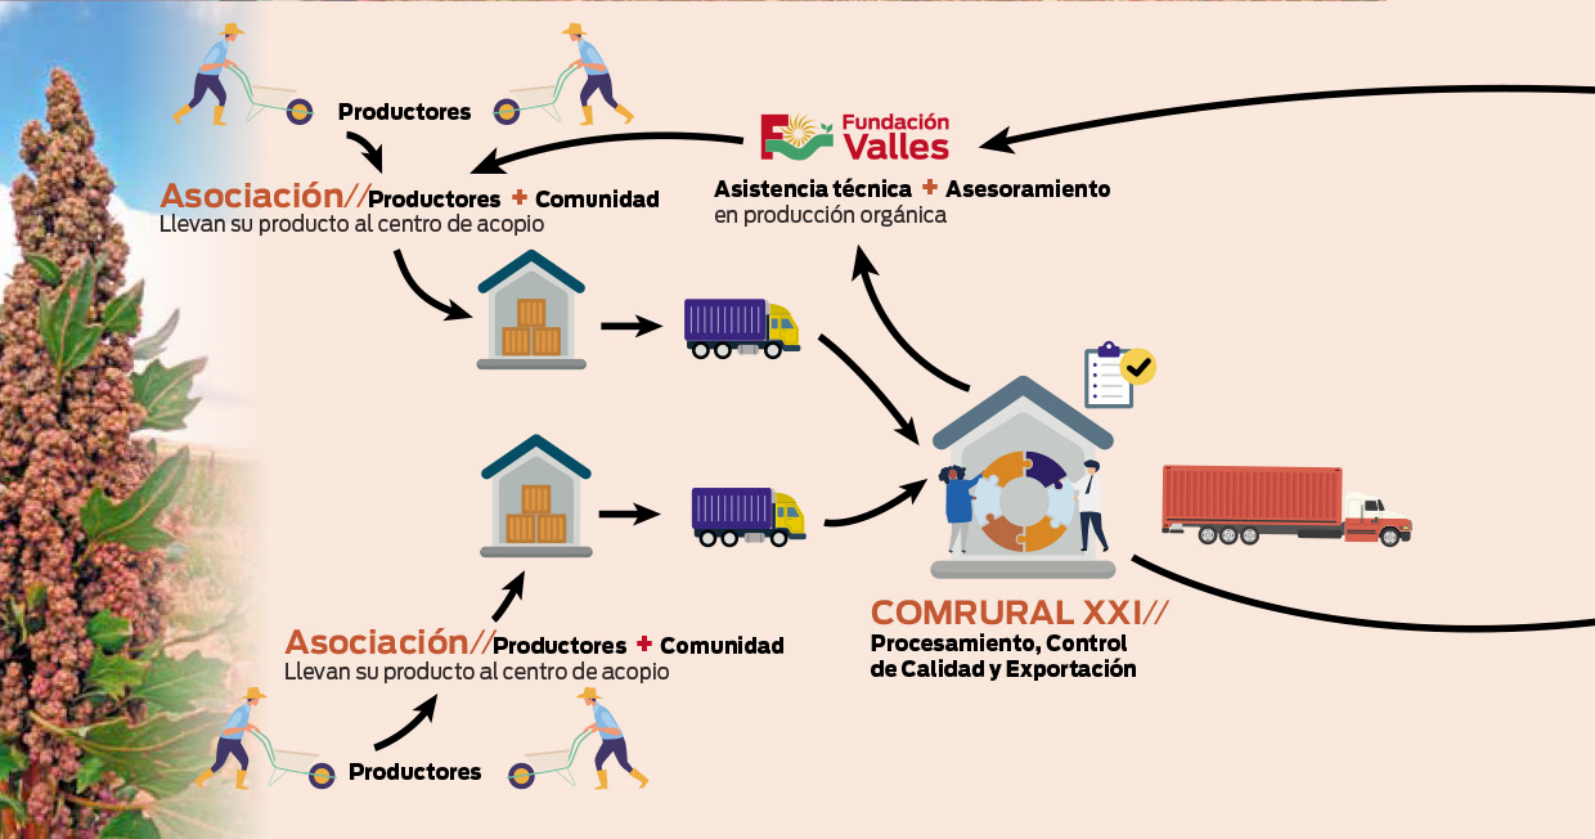 Productores
Asociación//Productores + Comunidad
Llevan su producto al centro de acopio
Fundación
Valles
Asistencia técnica + Asesoramiento
en producción orgánica
COMRURAL XXI//
Procesamiento, Control
de Calidad y Exportación
Asociación//Productores + Comunidad
Llevan su producto al centro de acopio
Productores